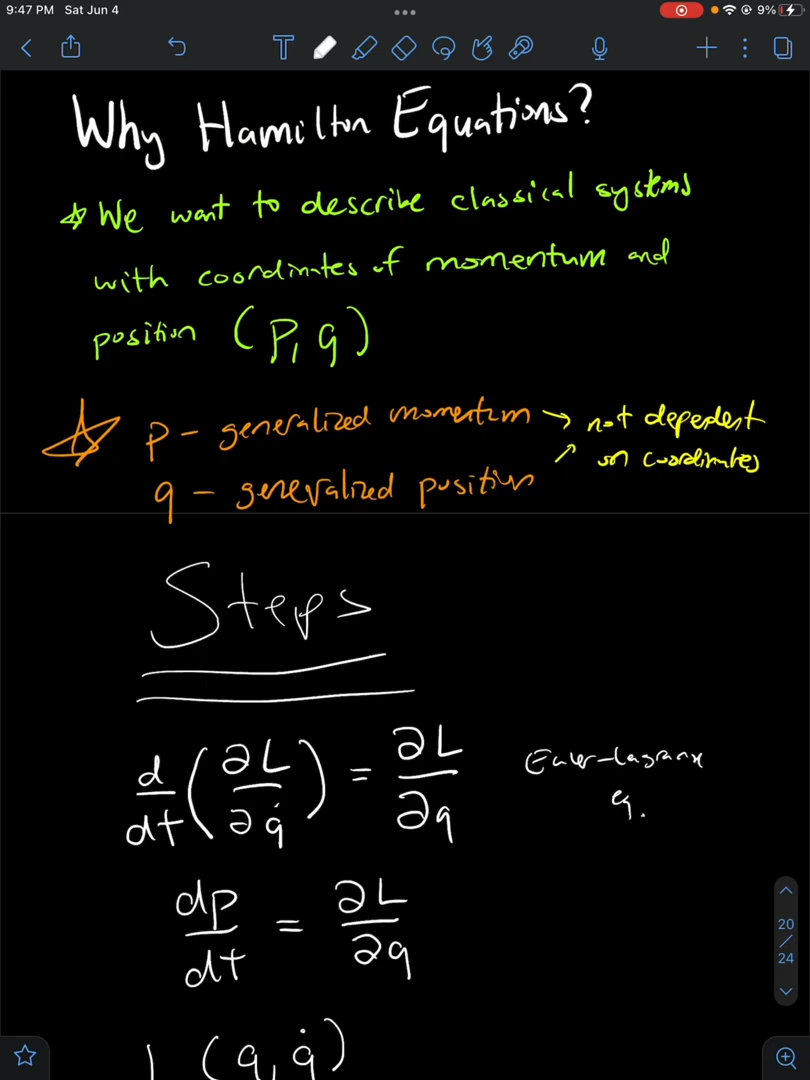 9:47 PM Sat Jun 4
9%
Why Hamilton Equations?
We want to describe classical systems
with coordinates of momentum and
position (p, q)
p - generalized momentum → not dependent
q - generalized position ↗ on coordinates
Steps
d/dt (∂L/∂q̇) = ∂L/∂q Euler-Lagrange
eq.
dp/dt = ∂L/∂q
20
/
24
L (q, q̇)